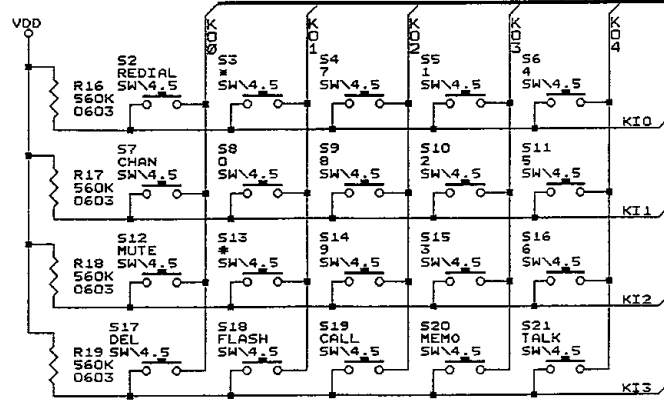 VDD
KO0 KO1 KO2 KO3 KO4
S2 S3 S4 S5 S6
REDIAL * 7 1 4
R16 SW\4.5 SW\4.5 SW\4.5 SW\4.5 SW\4.5
560K
0603
KI0
S7 S8 S9 S10 S11
CHAN 0 8 2 5
R17 SW\4.5 SW\4.5 SW\4.5 SW\4.5 SW\4.5
560K
0603
KI1
S12 S13 S14 S15 S16
MUTE * 9 3 6
R18 SW\4.5 SW\4.5 SW\4.5 SW\4.5 SW\4.5
560K
0603
KI2
S17 S18 S19 S20 S21
DEL FLASH CALL MEMO TALK
R19 SW\4.5 SW\4.5 SW\4.5 SW\4.5 SW\4.5
560K
0603
KI3